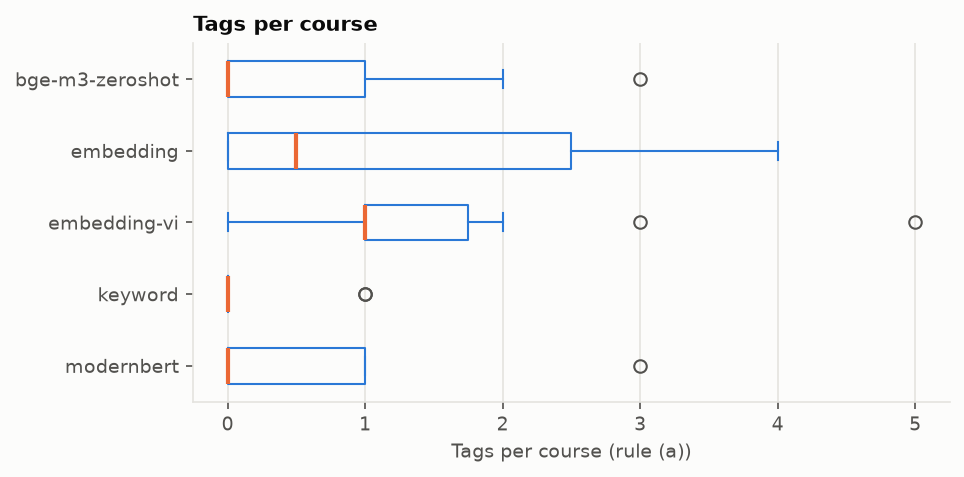 Tags per course
bge-m3-zeroshot
embedding
embedding-vi
keyword
modernbert
0 1 2 3 4 5
Tags per course (rule (a))